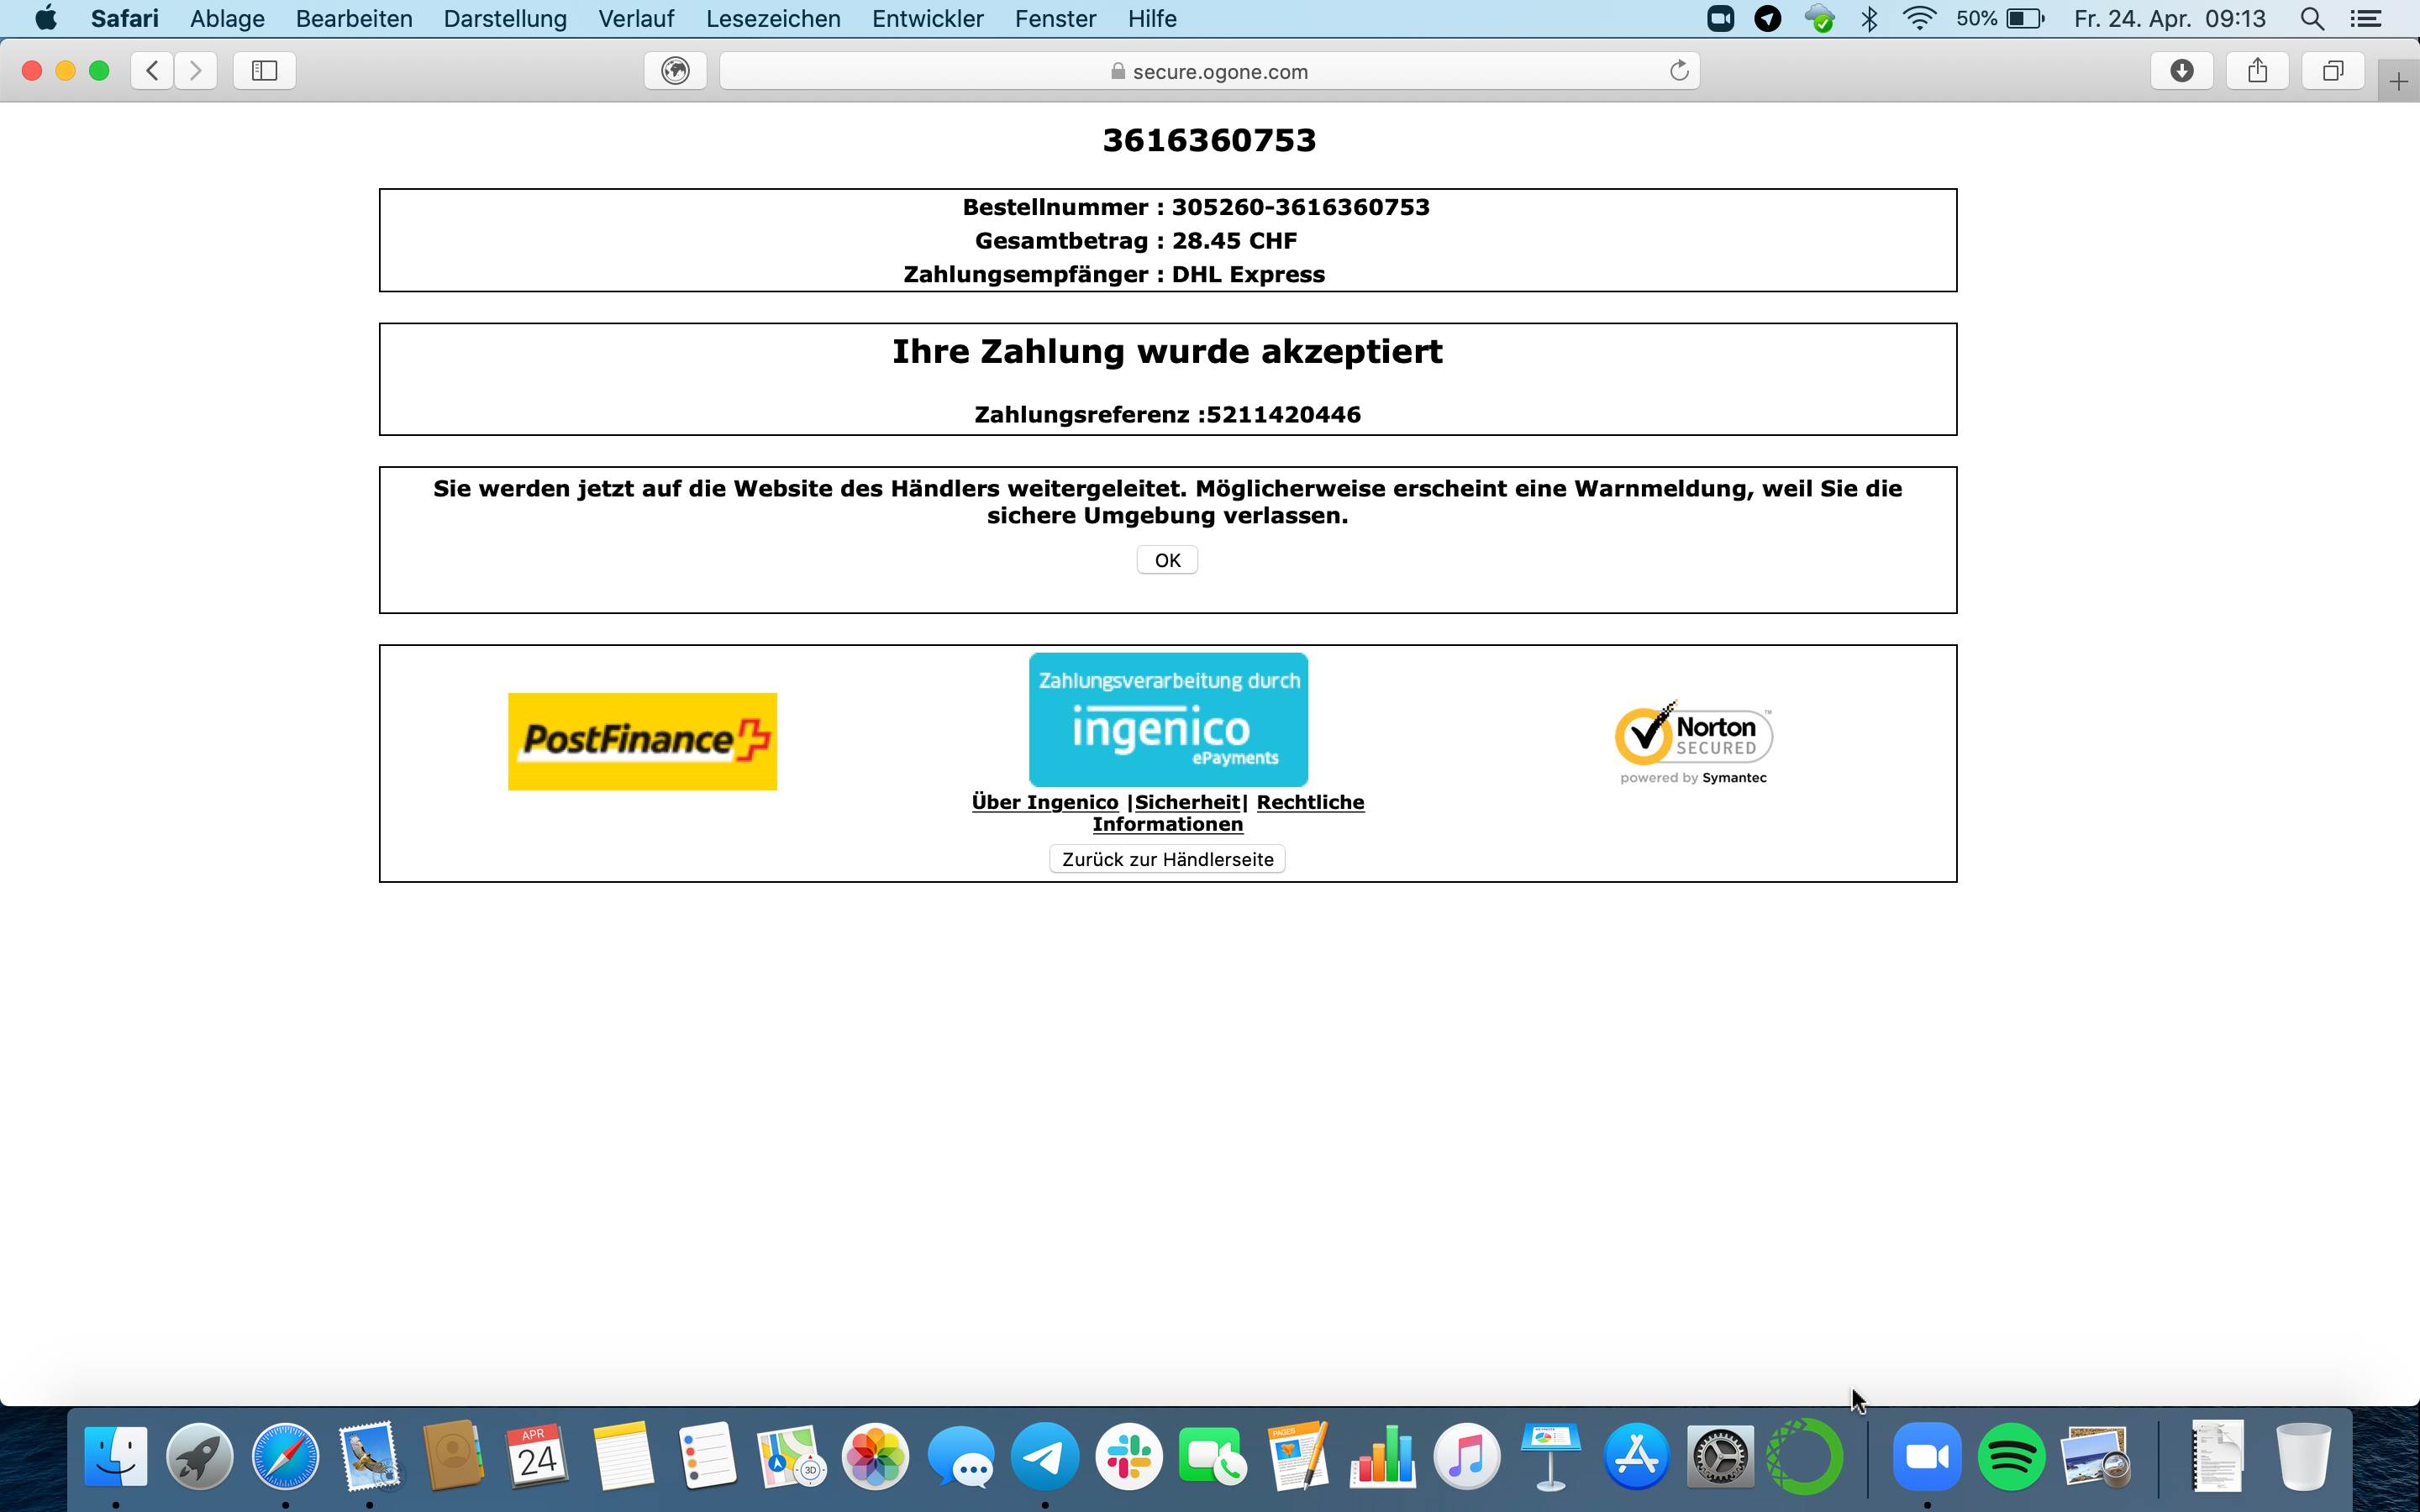 Safari Ablage Bearbeiten Darstellung Verlauf Lesezeichen Entwickler Fenster Hilfe 50% Fr. 24. Apr. 09:13
secure.ogone.com
3616360753
Bestellnummer : 305260-3616360753
Gesamtbetrag : 28.45 CHF
Zahlungsempfänger : DHL Express
Ihre Zahlung wurde akzeptiert
Zahlungsreferenz :5211420446
Sie werden jetzt auf die Website des Händlers weitergeleitet. Möglicherweise erscheint eine Warnmeldung, weil Sie die
sichere Umgebung verlassen.
OK
PostFinance
Zahlungsverarbeitung durch
ingenico
ePayments
Norton
SECURED
™
powered by Symantec
Über Ingenico |Sicherheit| Rechtliche
Informationen
Zurück zur Händlerseite
APR
24
3D
PAGES